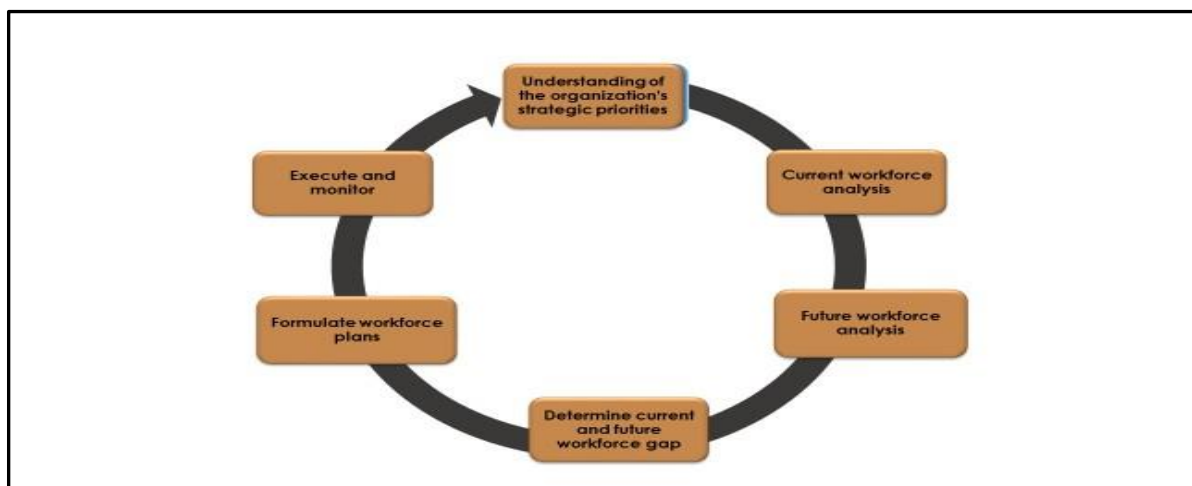 Understanding of
the organization's
strategic priorities
Current workforce
analysis
Future workforce
analysis
Determine current
and future
workforce gap
Formulate workforce
plans
Execute and
monitor